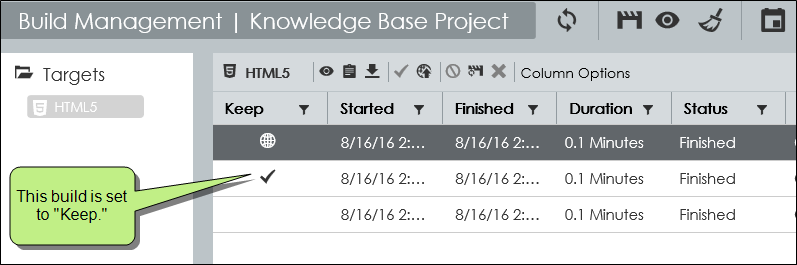 Build Management | Knowledge Base Project
Targets
HTML5
HTML5
Column Options
Keep Started Finished Duration Status
8/16/16 2:... 8/16/16 2:... 0.1 Minutes Finished
8/16/16 2:... 8/16/16 2:... 0.1 Minutes Finished
8/16/16 2:... 8/16/16 2:... 0.1 Minutes Finished
This build is set
to "Keep."